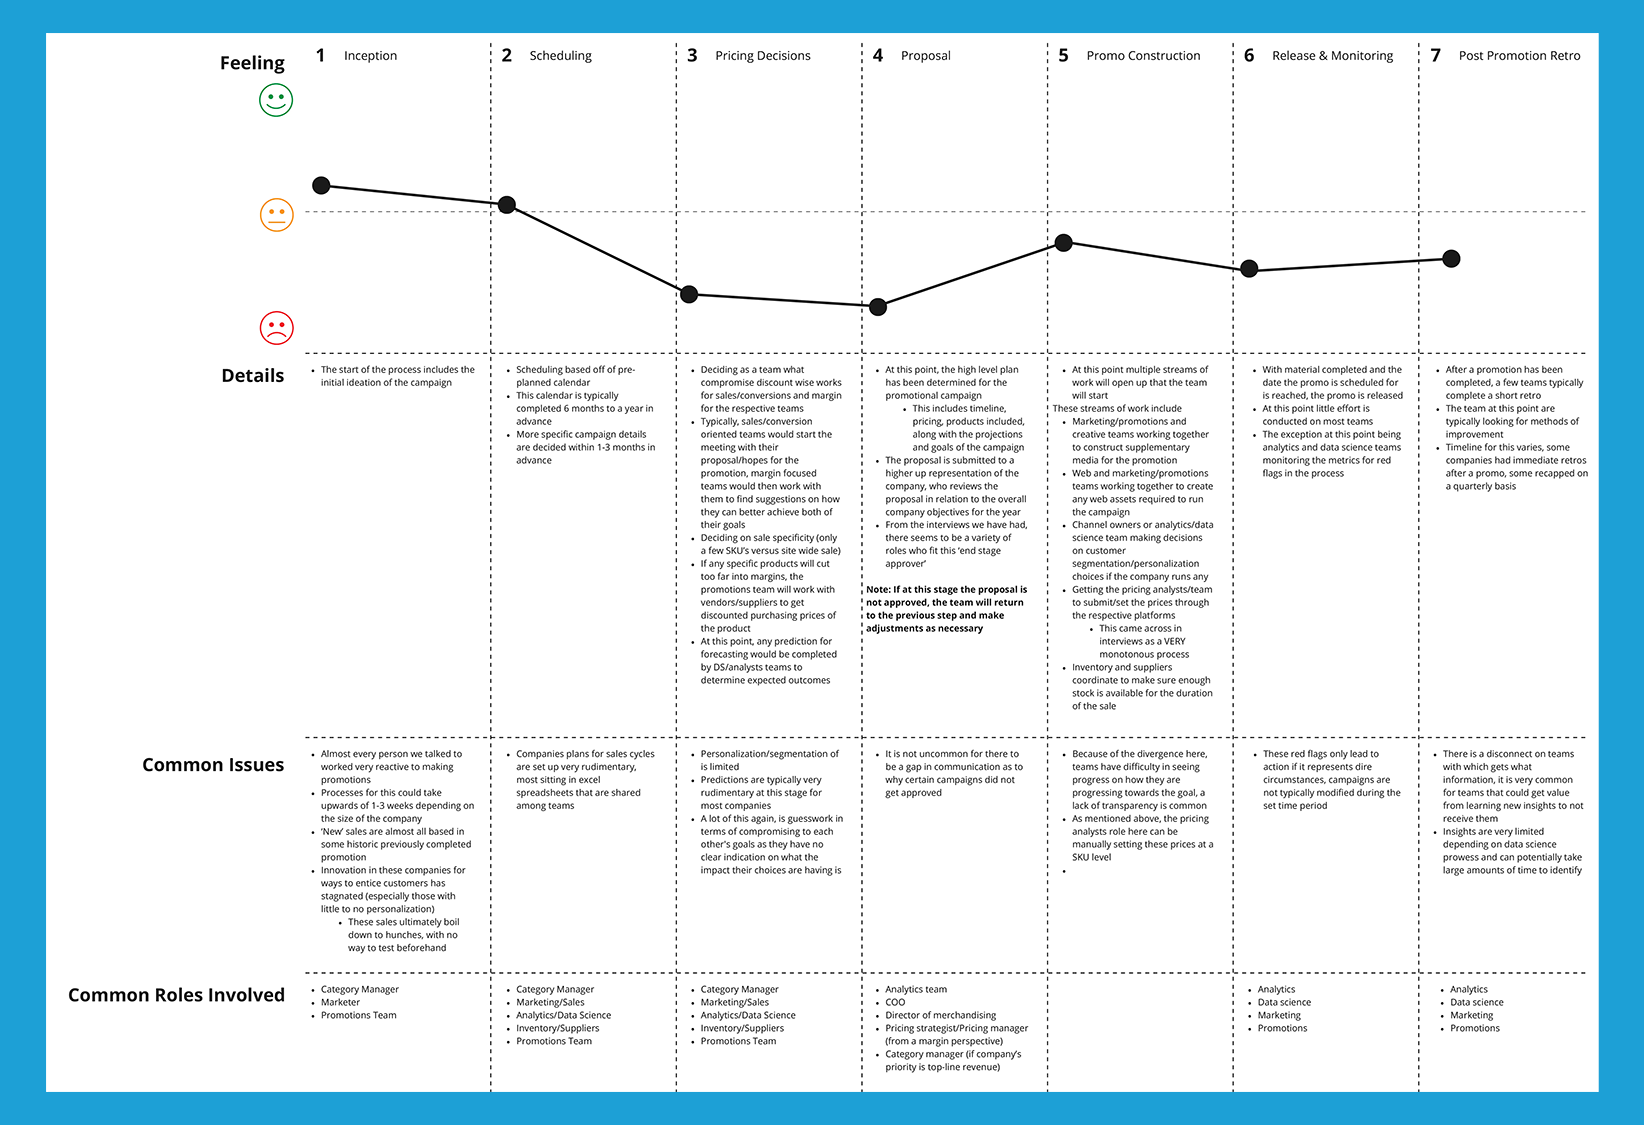 Feeling
1 Inception
2 Scheduling
3 Pricing Decisions
4 Proposal
5 Promo Construction
6 Release & Monitoring
7 Post Promotion Retro
Details
• The start of the process includes the
initial ideation of the campaign
• Scheduling based off of pre-
planned calendar
• This calendar is typically
completed 6 months to a year in
advance
• More specific campaign details
are decided within 1-3 months in
advance
• Deciding as a team what
compromise discount wise works
for sales/conversions and margin
for the respective teams
• Typically, sales/conversion
oriented teams would start the
meeting with their
proposal/hopes for the
promotion, margin focused
teams would then work with
them to find suggestions on how
they can better achieve both of
their goals
• Deciding on sale specificity (only
a few SKU's versus site wide sale)
• If any specific products will cut
too far into margins, the
promotions team will work with
vendors/suppliers to get
discounted purchasing prices of
the product
• At this point, any prediction for
forecasting would be completed
by DS/analysts teams to
determine expected outcomes
• At this point, the high level plan
has been determined for the
promotional campaign
• This includes timeline,
pricing, products included,
along with the projections
and goals of the campaign
• The proposal is submitted to a
higher up representation of the
company, who reviews the
proposal in relation to the overall
company objectives for the year
• From the interviews we have had,
there seems to be a variety of
roles who fit this 'end stage
approver'
Note: If at this stage the proposal is
not approved, the team will return
to the previous step and make
adjustments as necessary
• At this point multiple streams of
work will open up that the team
will start
These streams of work include
• Marketing/promotions and
creative teams working together
to construct supplementary
media for the promotion
• Web and marketing/promotions
teams working together to create
any web assets required to run
the campaign
• Channel owners or analytics/data
science team making decisions
on customer
segmentation/personalization
choices if the company runs any
• Getting the pricing analysts/team
to submit/set the prices through
the respective platforms
• This came across in
interviews as a VERY
monotonous process
• Inventory and suppliers
coordinate to make sure enough
stock is available for the duration
of the sale
• With material completed and the
date the promo is scheduled for
is reached, the promo is released
• At this point little effort is
conducted on most teams
• The exception at this point being
analytics and data science teams
monitoring the metrics for red
flags in the process
• After a promotion has been
completed, a few teams typically
complete a short retro
• The team at this point are
typically looking for methods of
improvement
• Timeline for this varies, some
companies had immediate retros
after a promo, some recapped on
a quarterly basis
Common Issues
• Almost every person we talked to
worked very reactive to making
promotions
• Processes for this could take
upwards of 1-3 weeks depending on
the size of the company
• 'New' sales are almost all based in
some historic previously completed
promotion
• Innovation in these companies for
ways to entice customers has
stagnated (especially those with
little to no personalization)
• These sales ultimately boil
down to hunches, with no
way to test beforehand
• Companies plans for sales cycles
are set up very rudimentary,
most sitting in excel
spreadsheets that are shared
among teams
• Personalization/segmentation of
is limited
• Predictions are typically very
rudimentary at this stage for
most companies
• A lot of this again, is guesswork in
terms of compromising to each
other's goals as they have no
clear indication on what the
impact their choices are having is
• It is not uncommon for there to
be a gap in communication as to
why certain campaigns did not
get approved
• Because of the divergence here,
teams have difficulty in seeing
progress on how they are
progressing towards the goal, a
lack of transparency is common
• As mentioned above, the pricing
analysts role here can be
manually setting these prices at a
SKU level
•
• These red flags only lead to
action if it represents dire
circumstances, campaigns are
not typically modified during the
set time period
• There is a disconnect on teams
with which gets what
information, it is very common
for teams that could get value
from learning new insights to not
receive them
• Insights are very limited
depending on data science
prowess and can potentially take
large amounts of time to identify
Common Roles Involved
• Category Manager
• Marketer
• Promotions Team
• Category Manager
• Marketing/Sales
• Analytics/Data Science
• Inventory/Suppliers
• Promotions Team
• Category Manager
• Marketing/Sales
• Analytics/Data Science
• Inventory/Suppliers
• Promotions Team
• Analytics team
• COO
• Director of merchandising
• Pricing strategist/Pricing manager
(from a margin perspective)
• Category manager (if company's
priority is top-line revenue)
• Analytics
• Data science
• Marketing
• Promotions
• Analytics
• Data science
• Marketing
• Promotions